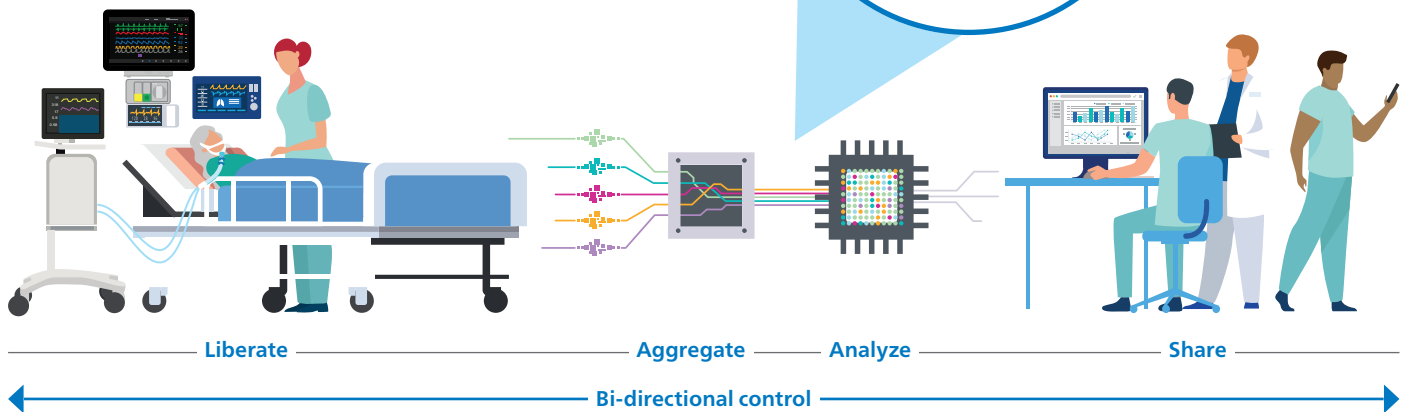 Liberate
Aggregate
Analyze
Share
Bi-directional control